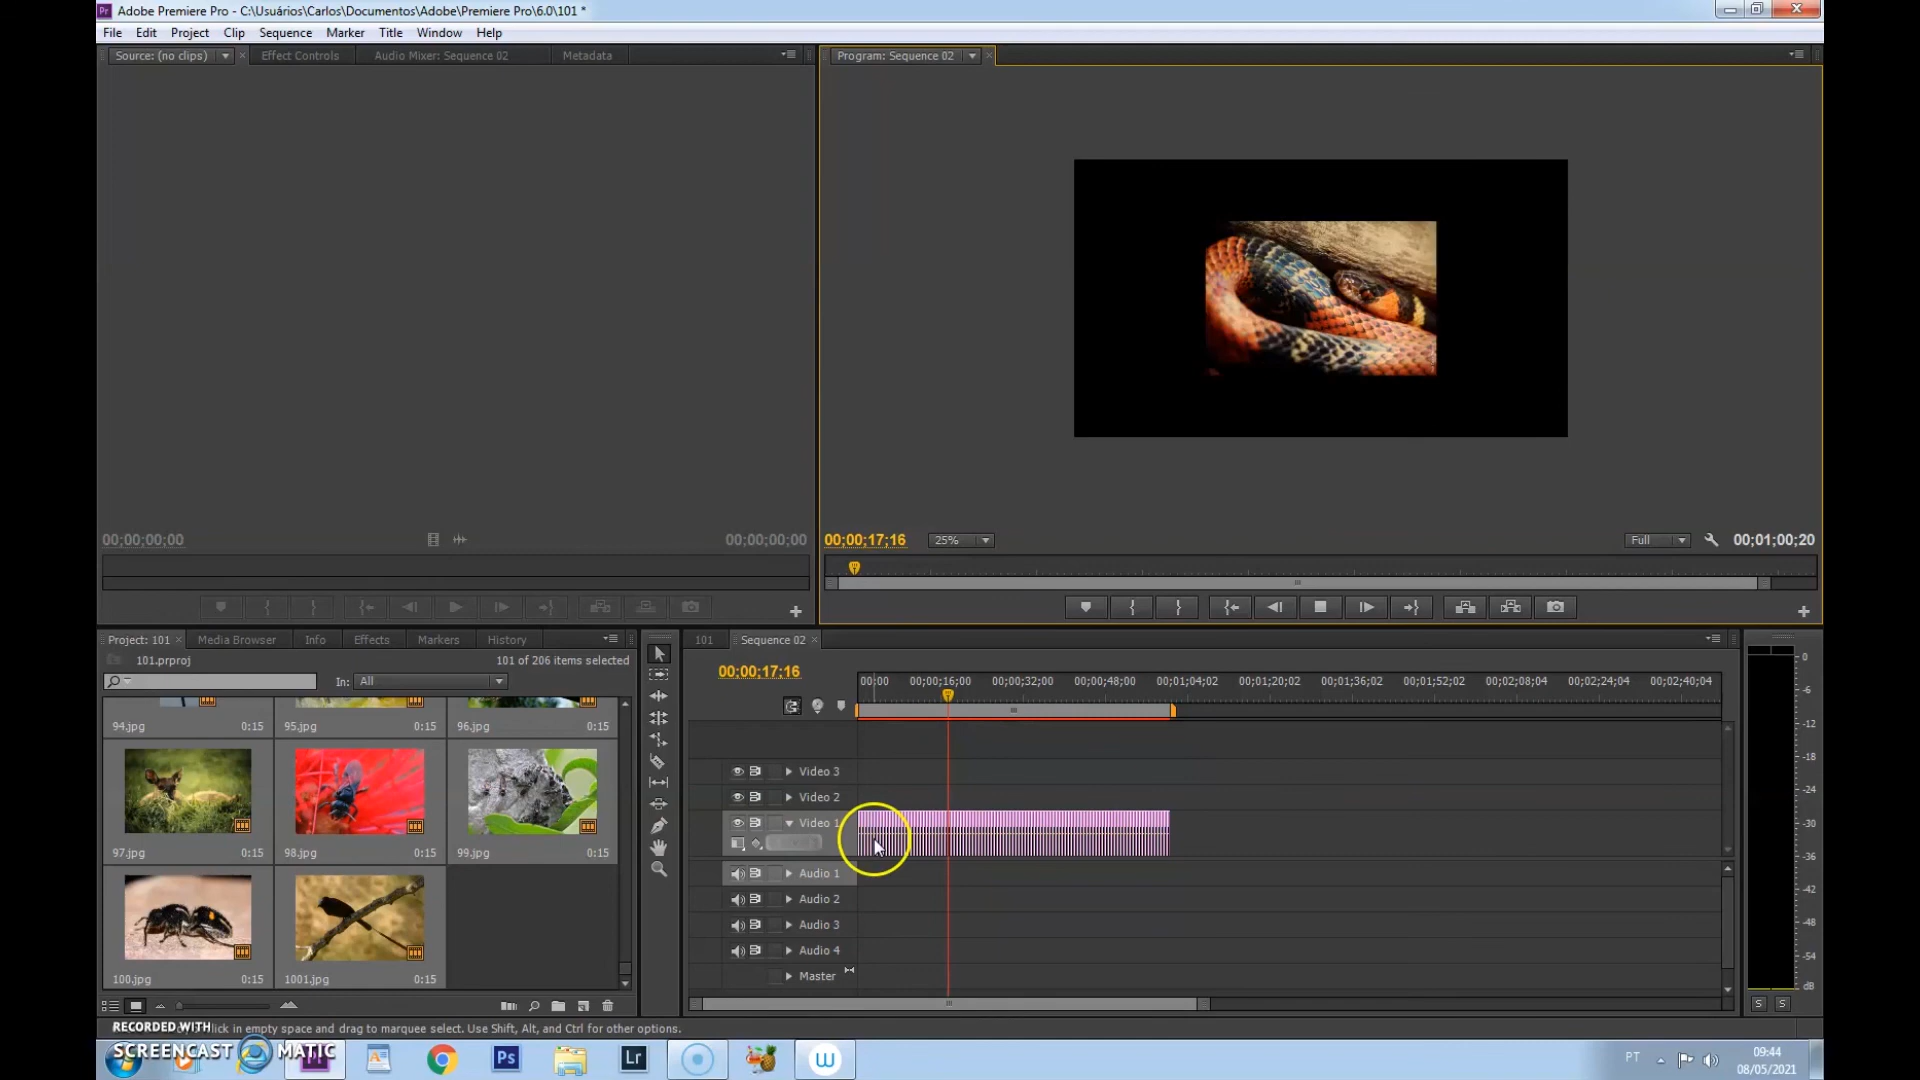 Adobe Premiere Pro - C:\Usuários\Carlos\Documentos\Adobe\Premiere Pro\6.0\101 *
File Edit Project Clip Sequence Marker Title Window Help
Source: (no clips) Effect Controls Audio Mixer: Sequence 02 Metadata
Program: Sequence 02
00;00;00;00 00;00;00;00
00;00;17;16 25% Full 00;01;00;20
Project: 101 Media Browser Info Effects Markers History
101 Sequence 02
101.prproj 101 of 206 items selected
In: All
00;00;17;16
00;00 00;00;16;00 00;00;32;00 00;00;48;00 00;01;04;02 00;01;20;02 00;01;36;02 00;01;52;02 00;02;08;04 00;02;24;04 00;02;40;04
94.jpg 0:15 95.jpg 0:15 96.jpg 0:15
97.jpg 0:15 98.jpg 0:15 99.jpg 0:15
100.jpg 0:15 1001.jpg 0:15
Video 3
Video 2
Video 1
Audio 1
Audio 2
Audio 3
Audio 4
Master
0
-6
-12
-18
-24
-30
-36
-42
-48
-54
dB
S S
RECORDED WITH
SCREENCAST MATIC
click in empty space and drag to marquee select. Use Shift, Alt, and Ctrl for other options.
Ps Lr W
PT
09:44
08/05/2021